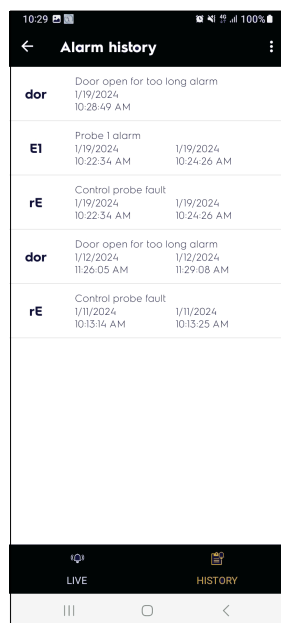 10:29 100%
Alarm history
dor
Door open for too long alarm
1/19/2024
10:28:49 AM
E1
Probe 1 alarm
1/19/2024 1/19/2024
10:22:34 AM 10:24:26 AM
rE
Control probe fault
1/19/2024 1/19/2024
10:22:34 AM 10:24:26 AM
dor
Door open for too long alarm
1/12/2024 1/12/2024
11:26:05 AM 11:29:08 AM
rE
Control probe fault
1/11/2024 1/11/2024
10:13:14 AM 10:13:25 AM
LIVE HISTORY